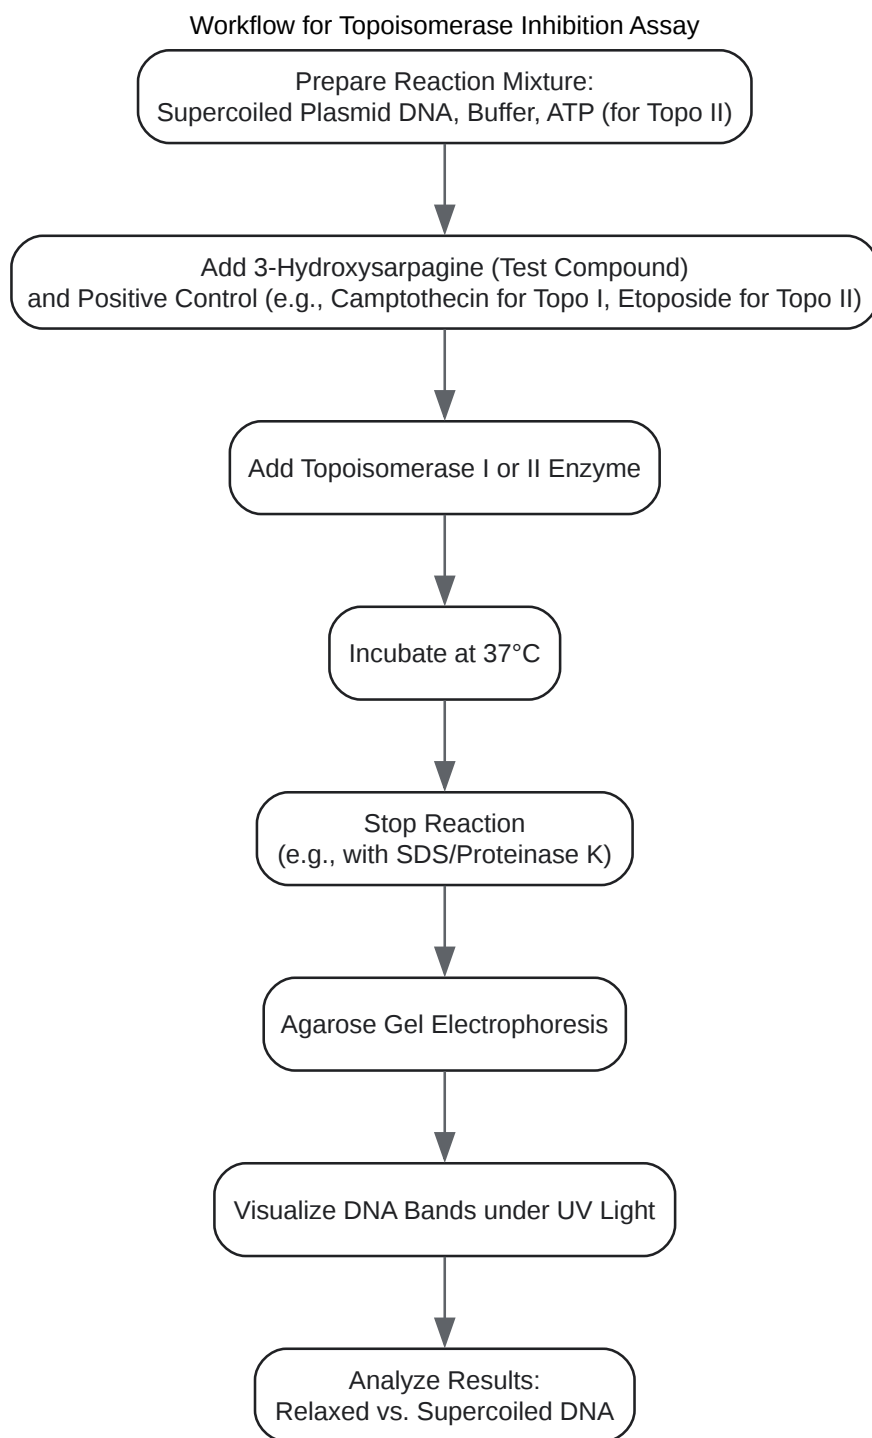 Workflow for Topoisomerase Inhibition Assay
Prepare Reaction Mixture:
Supercoiled Plasmid DNA, Buffer, ATP (for Topo II)
Add 3-Hydroxysarpagine (Test Compound)
and Positive Control (e.g., Camptothecin for Topo I, Etoposide for Topo II)
Add Topoisomerase I or II Enzyme
Incubate at 37°C
Stop Reaction
(e.g., with SDS/Proteinase K)
Agarose Gel Electrophoresis
Visualize DNA Bands under UV Light
Analyze Results:
Relaxed vs. Supercoiled DNA